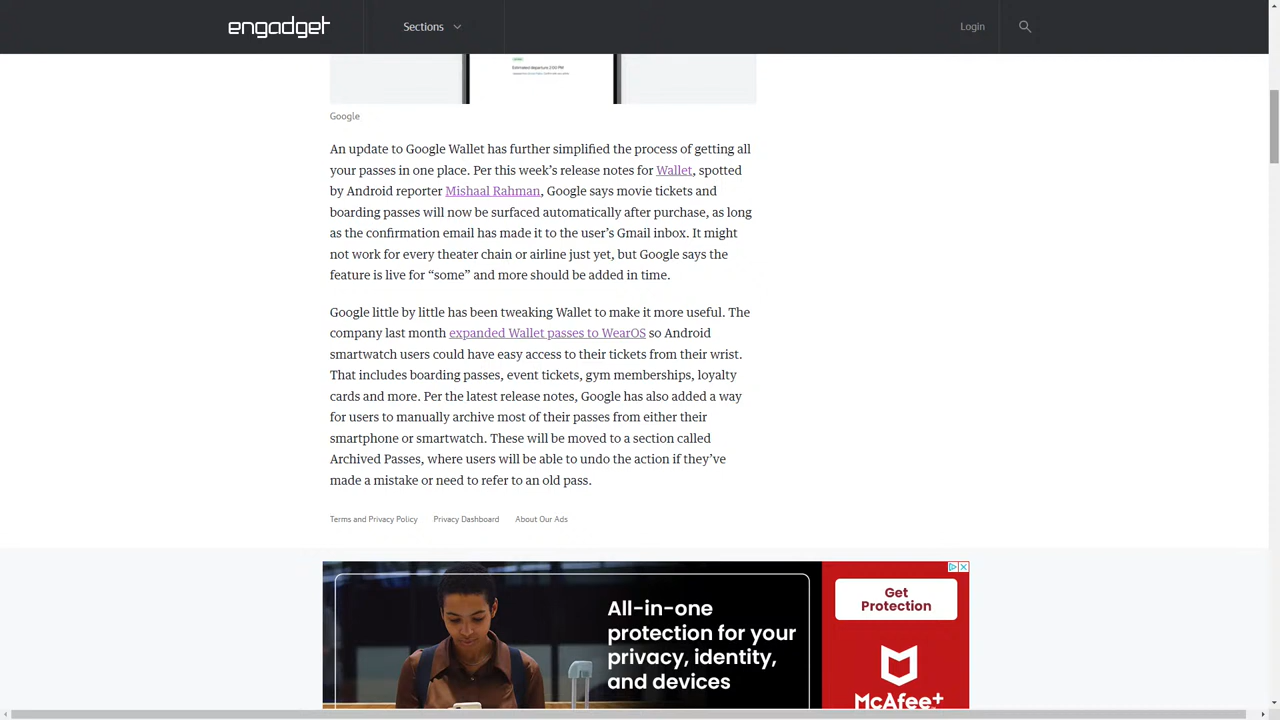 engadget
Sections
Login
Estimated departure, 2:00 PM
Google
An update to Google Wallet has further simplified the process of getting all
your passes in one place. Per this week’s release notes for Wallet, spotted
by Android reporter Mishaal Rahman, Google says movie tickets and
boarding passes will now be surfaced automatically after purchase, as long
as the confirmation email has made it to the user’s Gmail inbox. It might
not work for every theater chain or airline just yet, but Google says the
feature is live for “some” and more should be added in time.
Google little by little has been tweaking Wallet to make it more useful. The
company last month expanded Wallet passes to WearOS so Android
smartwatch users could have easy access to their tickets from their wrist.
That includes boarding passes, event tickets, gym memberships, loyalty
cards and more. Per the latest release notes, Google has also added a way
for users to manually archive most of their passes from either their
smartphone or smartwatch. These will be moved to a section called
Archived Passes, where users will be able to undo the action if they’ve
made a mistake or need to refer to an old pass.
Terms and Privacy Policy
Privacy Dashboard
About Our Ads
All-in-one
protection for your
privacy, identity,
and devices
Get
Protection
McAfee+